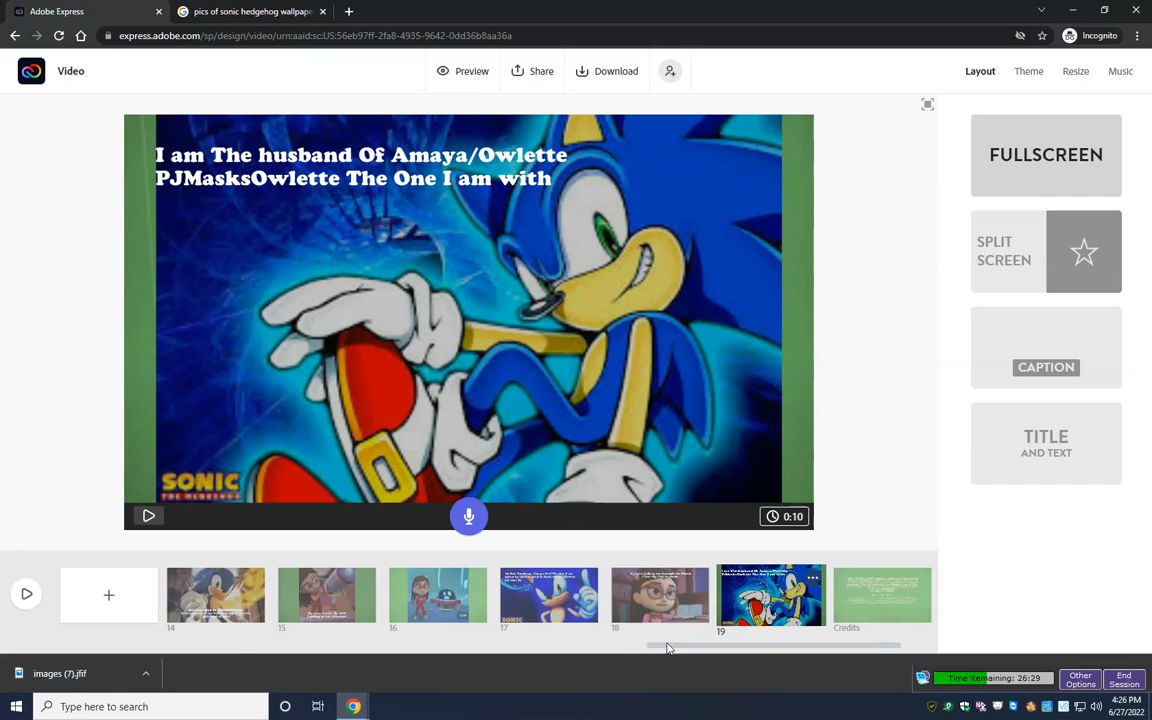 Adobe Express
pics of sonic hedgehog wallpape
express.adobe.com/sp/design/video/urn:aaid:sc:US:56eb97ff-2fa8-4935-9642-0dd36b8aa36a
Incognito
Video
Preview
Share
Download
Layout
Theme
Resize
Music
I am The husband Of Amaya/Owlette
PJMasksOwlette The One I am with
SONIC
THE HEDGEHOG
0:10
FULLSCREEN
SPLIT
SCREEN
CAPTION
TITLE
AND TEXT
14
15
16
17
18
19
Credits
images (7).jfif
Time Remaining: 26:29
Other
Options
End
Session
Type here to search
4:26 PM
6/27/2022